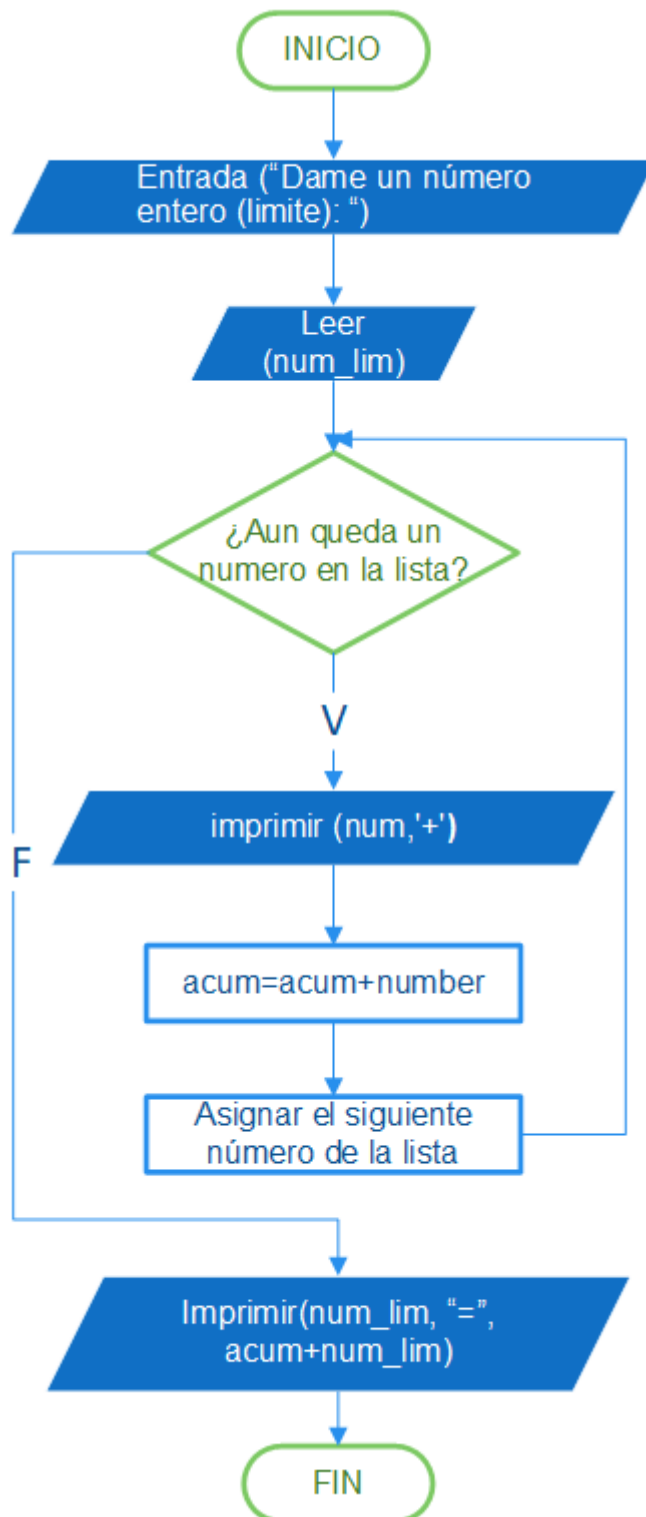 INICIO
Entrada (“Dame un número
entero (limite): “)
Leer
(num_lim)
¿Aun queda un
numero en la lista?
V
imprimir (num,'+')
F
acum=acum+number
Asignar el siguiente
número de la lista
Imprimir(num_lim, “=”,
acum+num_lim)
FIN